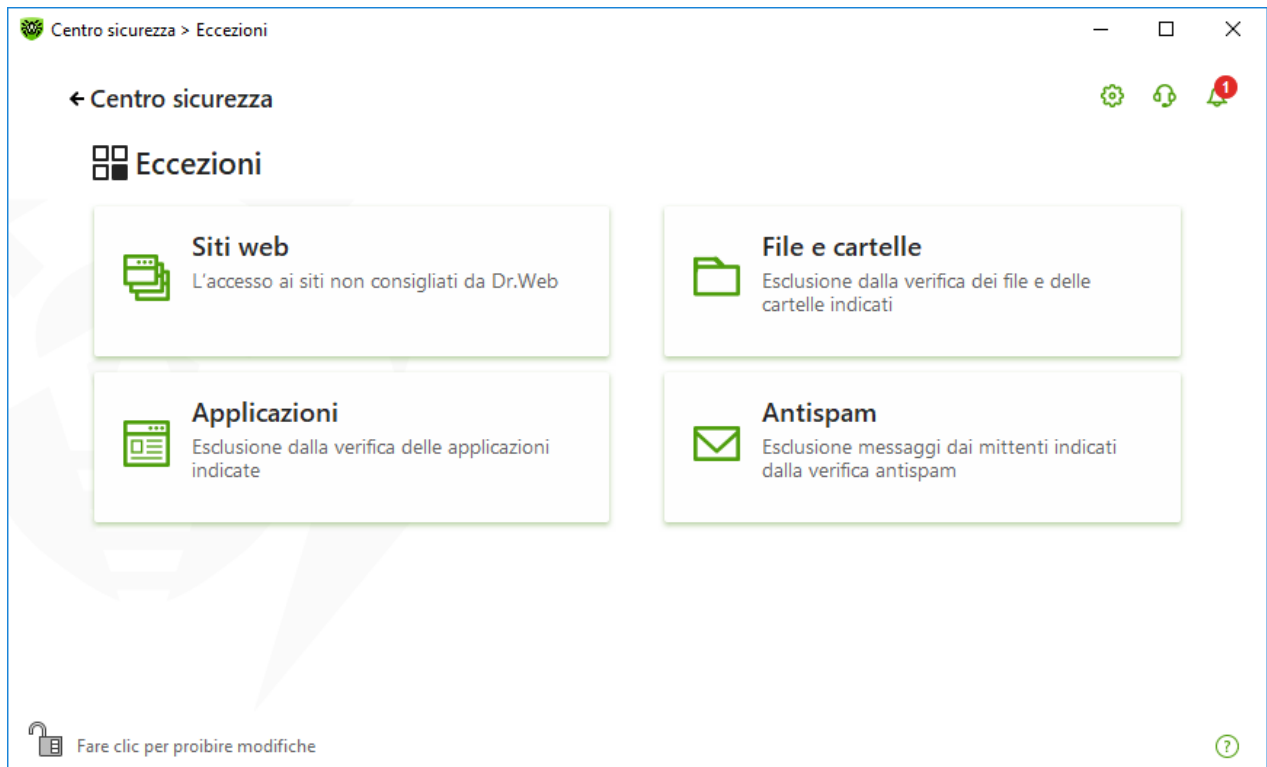 Centro sicurezza > Eccezioni
Centro sicurezza
1
Eccezioni
Siti web
L'accesso ai siti non consigliati da Dr.Web
File e cartelle
Esclusione dalla verifica dei file e delle
cartelle indicati
Applicazioni
Esclusione dalla verifica delle applicazioni
indicate
Antispam
Esclusione messaggi dai mittenti indicati
dalla verifica antispam
Fare clic per proibire modifiche
?